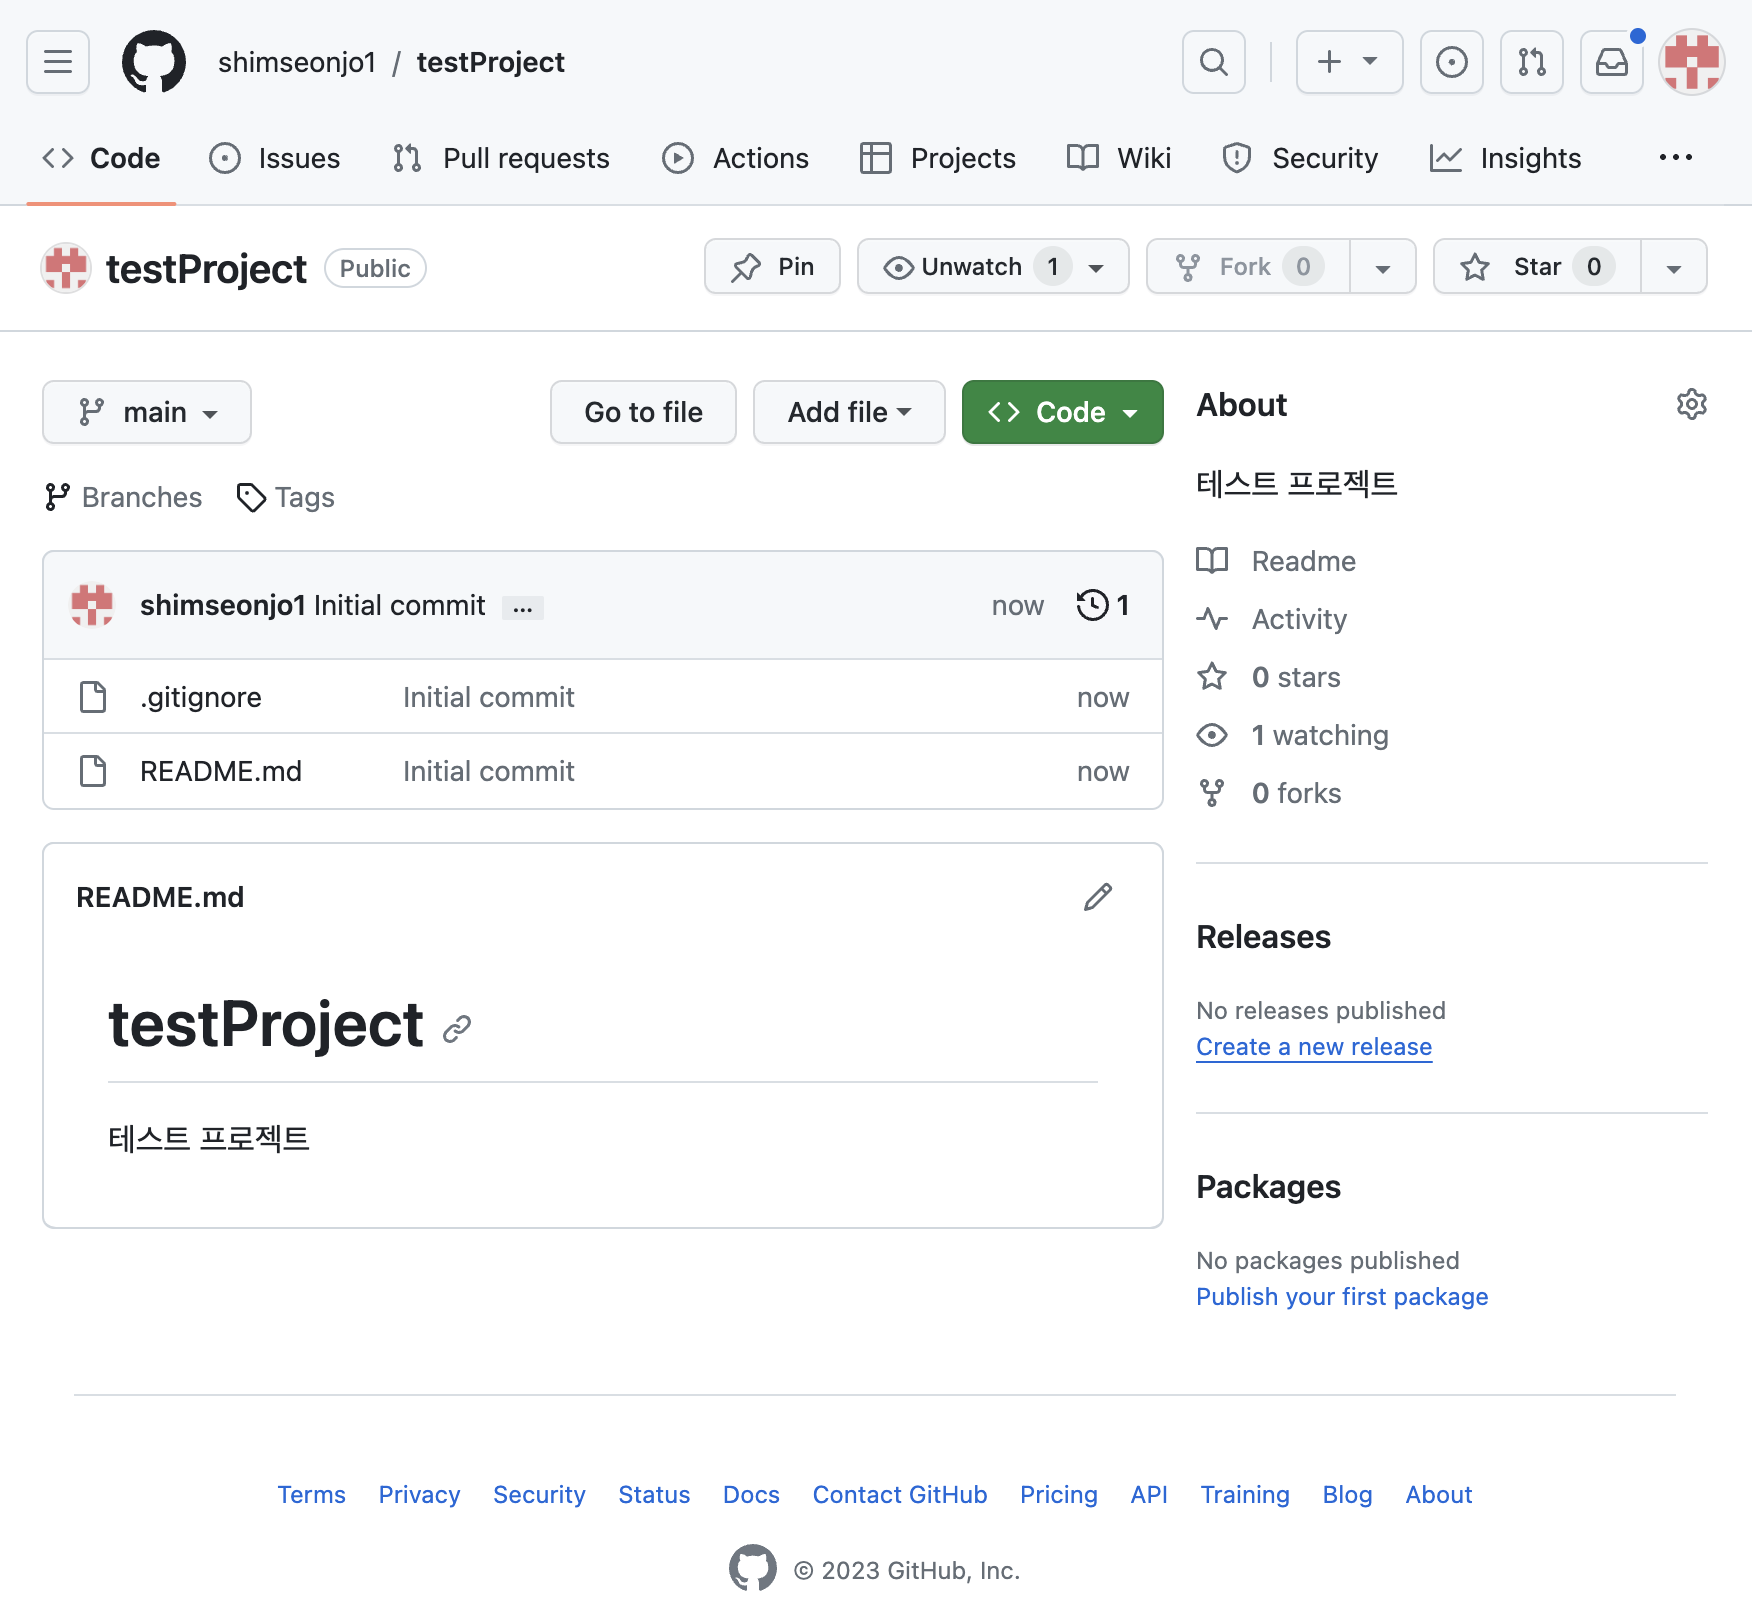 shimseonjo1 / testProject
Code Issues Pull requests Actions Projects Wiki Security Insights ...
testProject Public Pin Unwatch 1 Fork 0 Star 0
main Go to file Add file Code
Branches Tags
shimseonjo1 Initial commit ... now 1
.gitignore Initial commit now
README.md Initial commit now
README.md
testProject
테스트 프로젝트
About
테스트 프로젝트
Readme
Activity
0 stars
1 watching
0 forks
Releases
No releases published
Create a new release
Packages
No packages published
Publish your first package
Terms Privacy Security Status Docs Contact GitHub Pricing API Training Blog About
© 2023 GitHub, Inc.